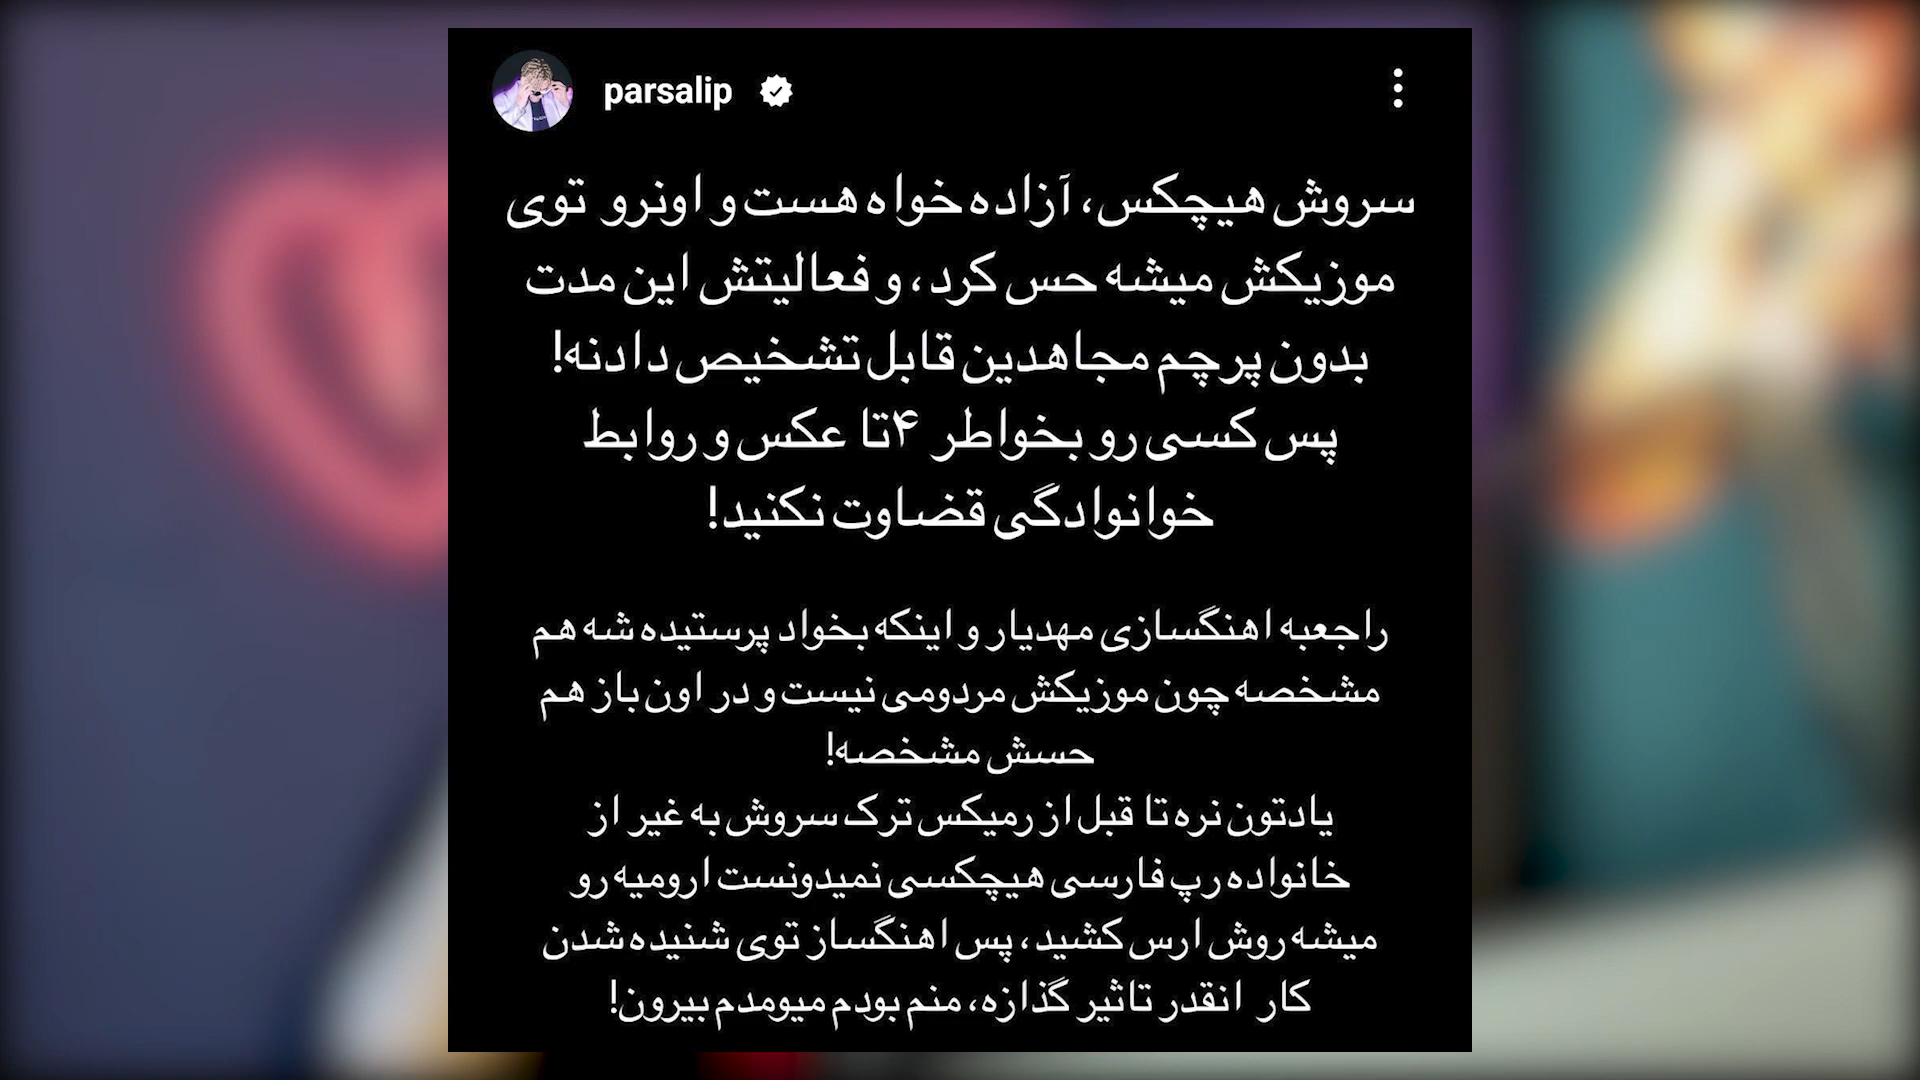 parsalip
سروش هیچکس، آزاده خواه هست و اونرو توی
موزیکش میشه حس کرد، و فعالیتش این مدت
بدون پرچم مجاهدین قابل تشخیص دادنه!
پس کسی رو بخواطر ۴تا عکس و روابط
خوانوادگی قضاوت نکنید!
راجعبه اهنگسازی مهدیار و اینکه بخواد پرستیده شه هم
مشخصه چون موزیکش مردومی نیست و در اون باز هم
حسش مشخصه!
یادتون نره تا قبل از رمیکس ترک سروش به غیر از
خانواده رپ فارسی هیچکسی نمیدونست ارومیه رو
میشه روش ارس کشید، پس اهنگساز توی شنیده شدن
کار انقدر تاثیر گذازه، منم بودم میومدم بیرون!